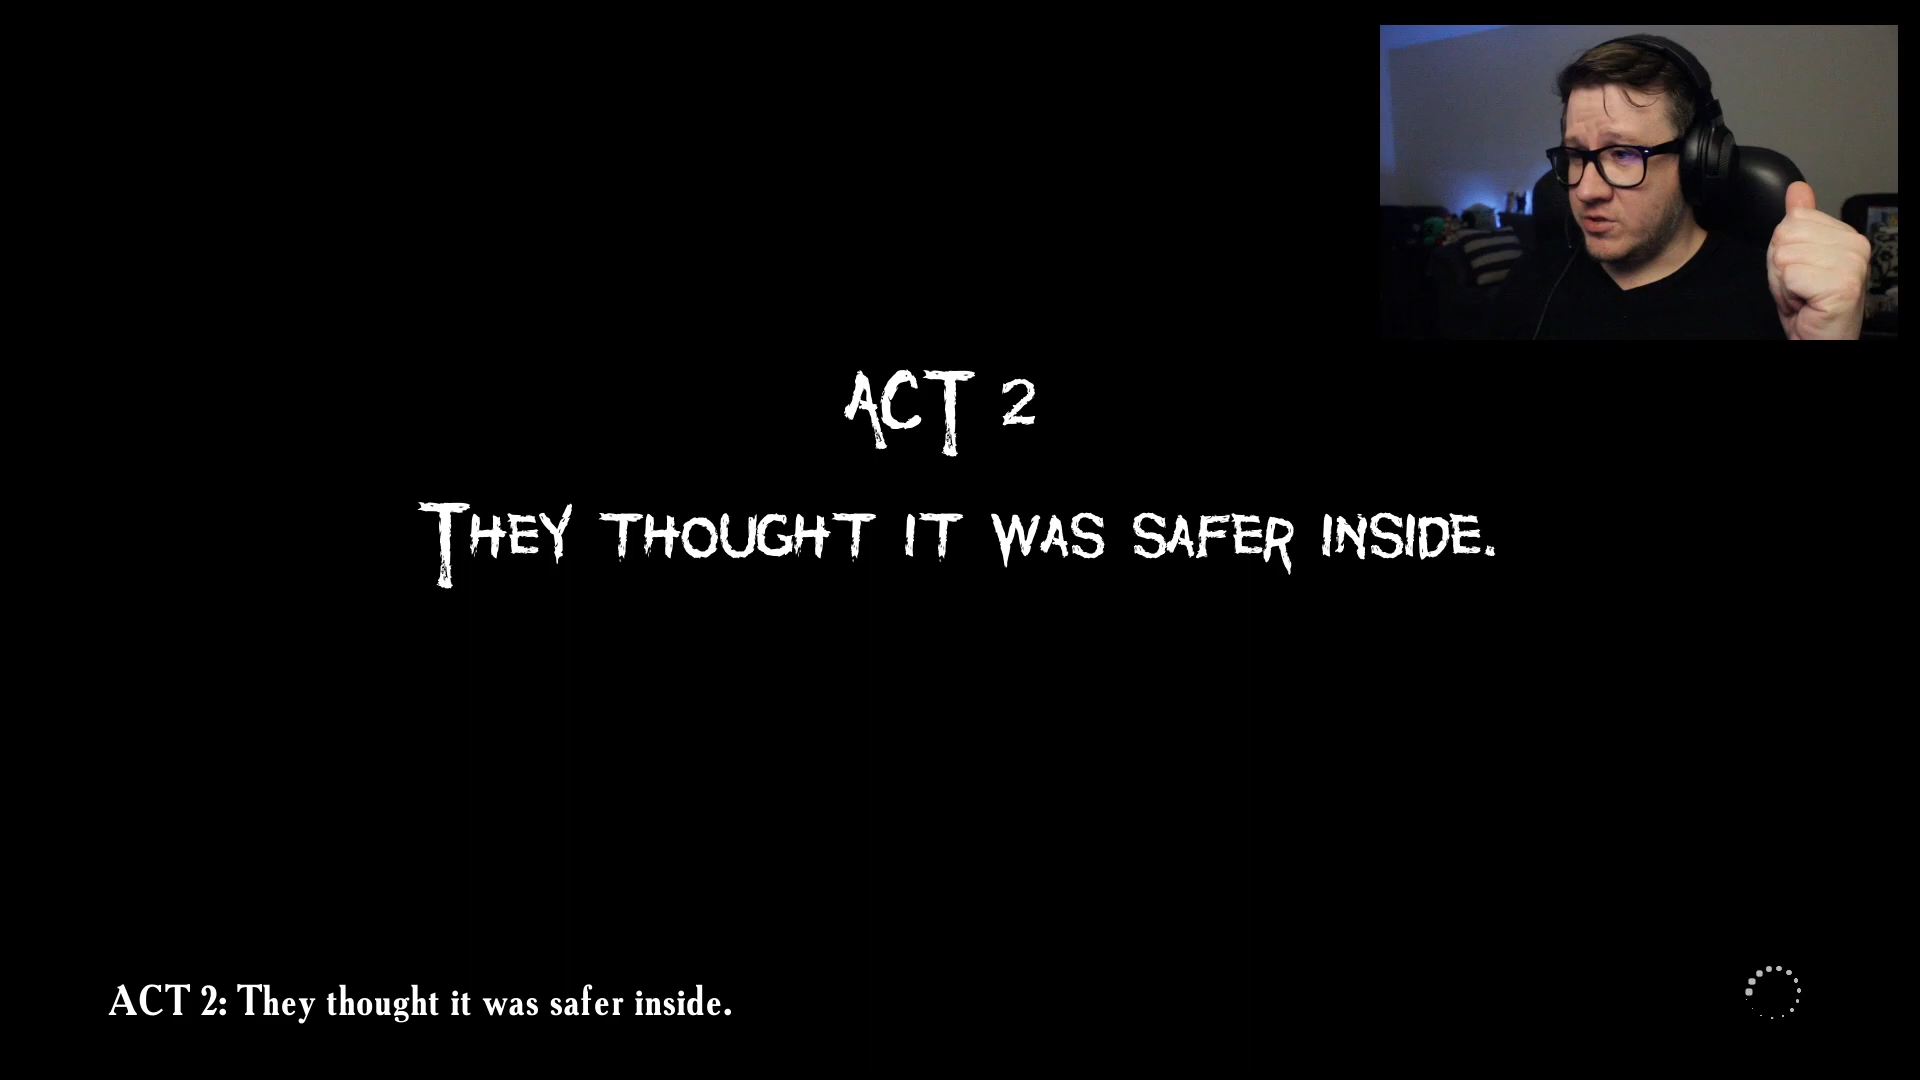 ACT 2
They thought it was safer inside.
ACT 2: They thought it was safer inside.